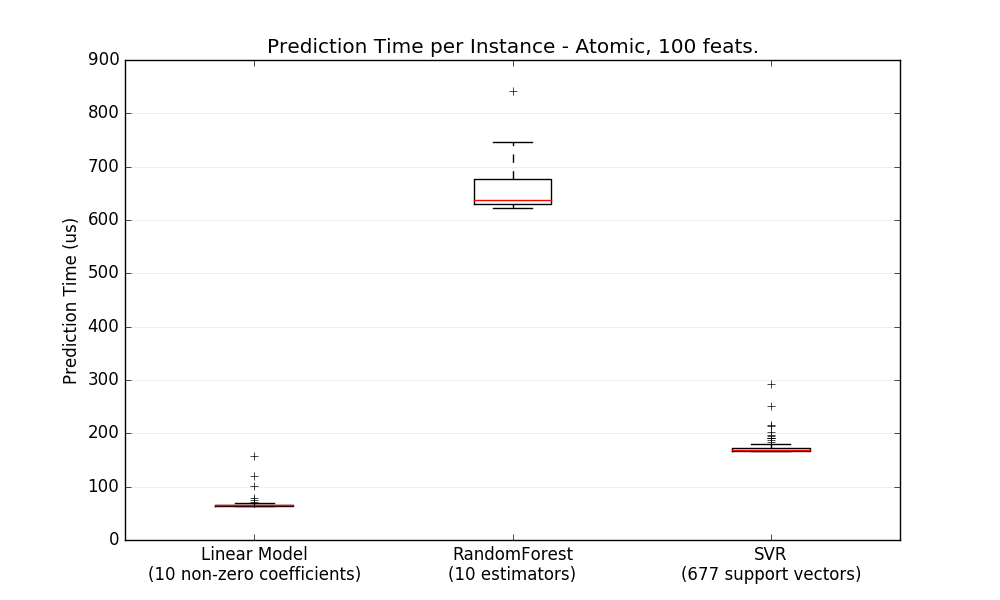 Prediction Time per Instance - Atomic, 100 feats.
900
800
700
600
500
400
300
200
100
0
Prediction Time (us)
Linear Model
(10 non-zero coefficients)
RandomForest
(10 estimators)
SVR
(677 support vectors)